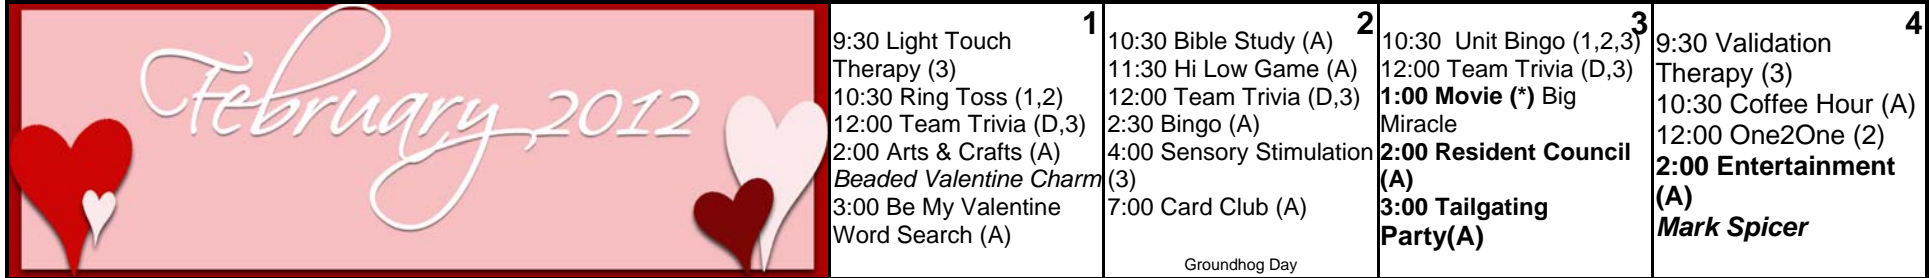 February, 2012
1
9:30 Light Touch
Therapy (3)
10:30 Ring Toss (1,2)
12:00 Team Trivia (D,3)
2:00 Arts & Crafts (A)
Beaded Valentine Charm
3:00 Be My Valentine
Word Search (A)
2
10:30 Bible Study (A)
11:30 Hi Low Game (A)
12:00 Team Trivia (D,3)
2:30 Bingo (A)
4:00 Sensory Stimulation
(3)
7:00 Card Club (A)
Groundhog Day
3
10:30 Unit Bingo (1,2,3)
12:00 Team Trivia (D,3)
1:00 Movie (*) Big
Miracle
2:00 Resident Council
(A)
3:00 Tailgating
Party(A)
4
9:30 Validation
Therapy (3)
10:30 Coffee Hour (A)
12:00 One2One (2)
2:00 Entertainment
(A)
Mark Spicer